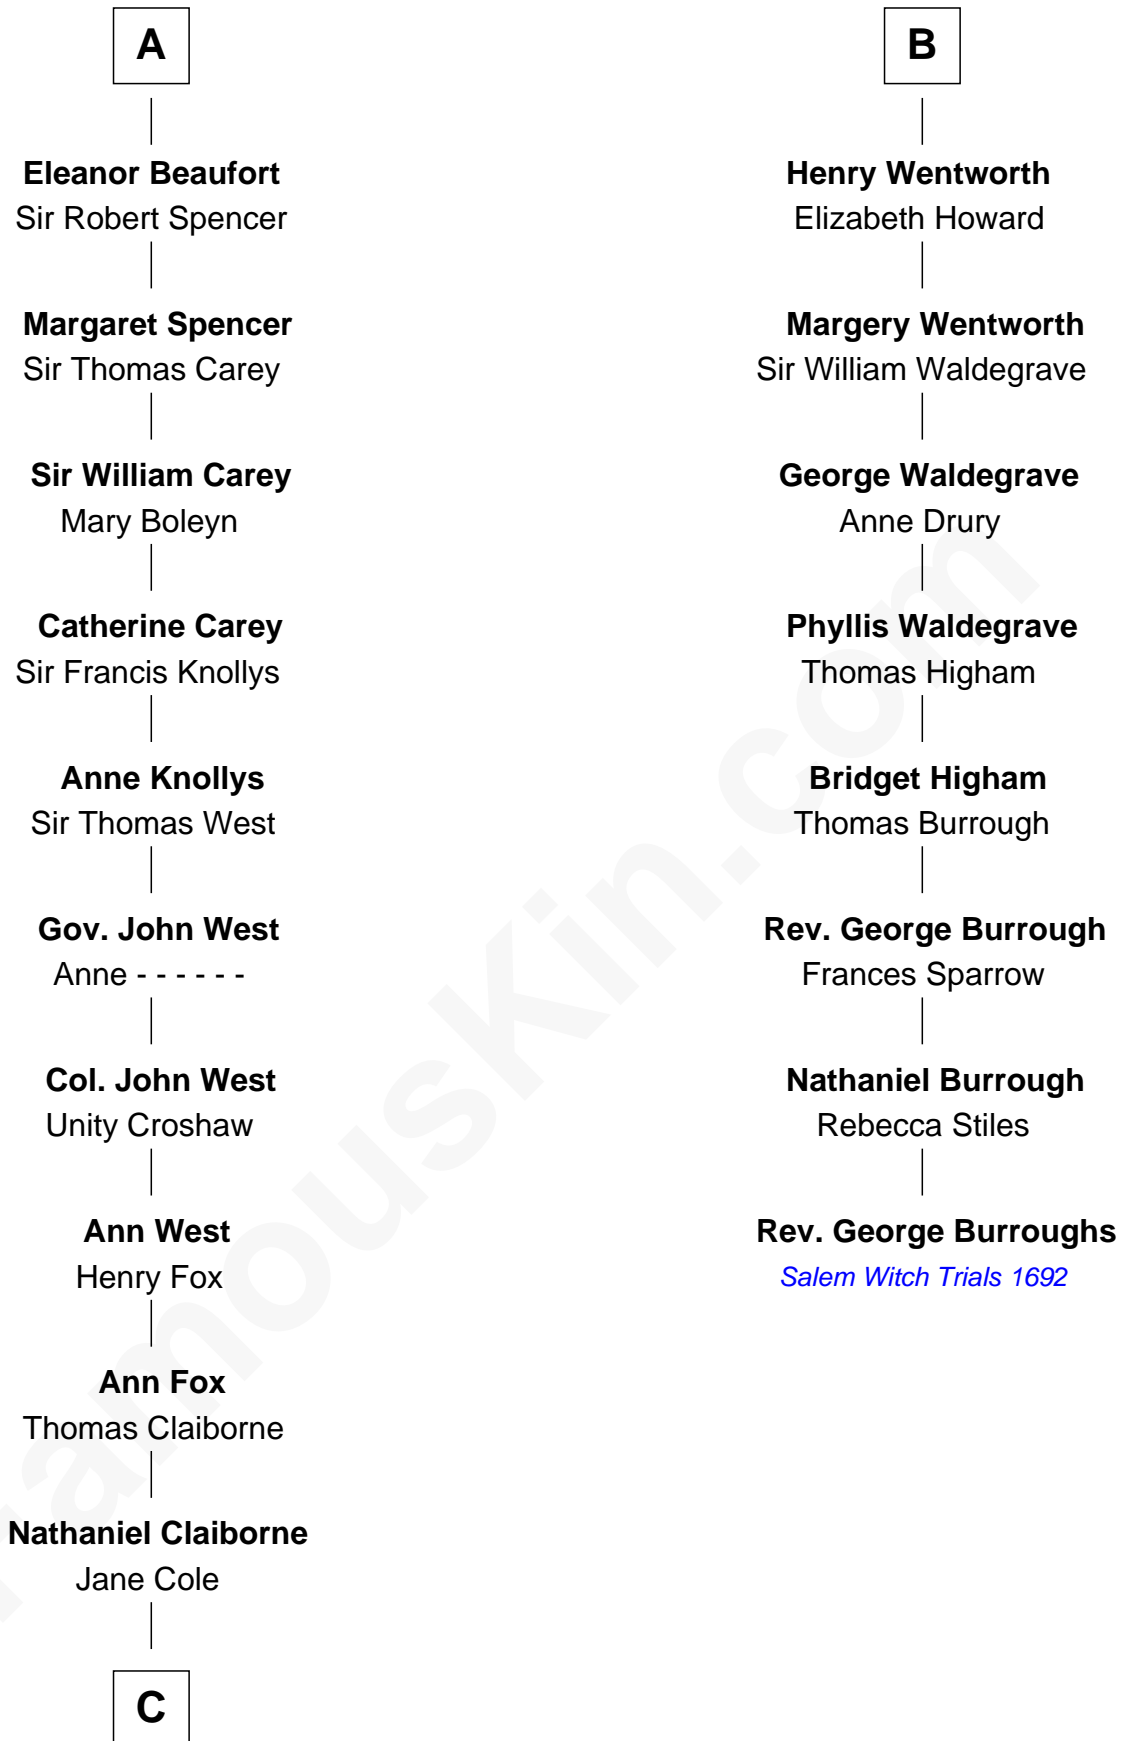 A
Eleanor Beaufort
Sir Robert Spencer
Margaret Spencer
Sir Thomas Carey
Sir William Carey
Mary Boleyn
Catherine Carey
Sir Francis Knollys
Anne Knollys
Sir Thomas West
Gov. John West
Anne - - - - - -
Col. John West
Unity Croshaw
Ann West
Henry Fox
Ann Fox
Thomas Claiborne
Nathaniel Claiborne
Jane Cole
C
B
Henry Wentworth
Elizabeth Howard
Margery Wentworth
Sir William Waldegrave
George Waldegrave
Anne Drury
Phyllis Waldegrave
Thomas Higham
Bridget Higham
Thomas Burrough
Rev. George Burrough
Frances Sparrow
Nathaniel Burrough
Rebecca Stiles
Rev. George Burroughs
Salem Witch Trials 1692
FamousKin.com